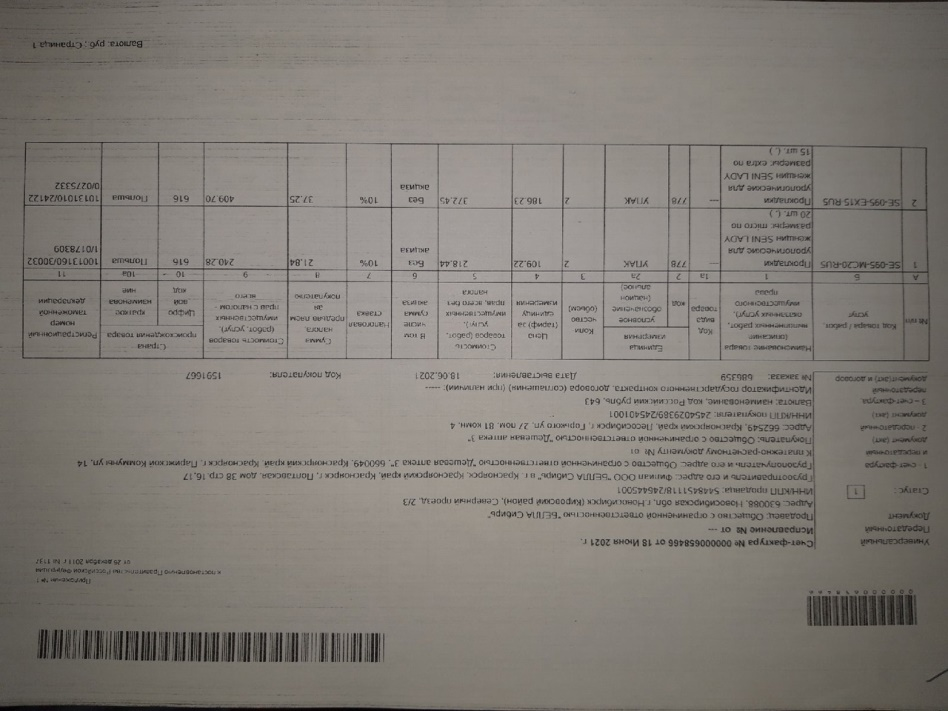 Приложение № 1
к постановлению Правительства Российской Федерации
от 26 декабря 2011 г. № 1137
Универсальный
Передаточный
Документ
Статус: 1
1 - счет-фактура
и передаточный
документ (акт)
2 - передаточный
документ (акт)
3 – счет-фактура,
передаточный
документ(акт) и договор
Счет-фактура № 0000000658466 от 18 Июня 2021 г.
Исправление № от ---
Продавец: Общество с ограниченной ответственностью "БЕЛЛА Сибирь"
Адрес: 630088, Новосибирская обл, г.Новосибирск (Кировский район), Северный проезд, 2/3
ИНН/КПП продавца:
Грузоотправитель и его адрес: Филиал ООО "БЕЛЛА Сибирь" в г. Красноярск, Красноярский край, Красноярск г, Полтавская, дом 38 стр 16,17
Грузополучатель и его адрес: Общество с ограниченной ответственностью "Дешевая аптека 3", 660049, Красноярский край, Красноярск г, Парижской Коммуны ул, 14
К платежно-расчетному документу № от
Покупатель: Общество с ограниченной ответственностью "Дешевая аптека 3"
Адрес: 662549, Красноярский край, Лесосибирск г, Горького ул, 27 пом. 81 комн. 4
ИНН/КПП покупателя: 2454029389/245401001
Валюта: наименование, код Российский рубль, 643
Идентификатор государственного контракта, договора (соглашения) (при наличии): ----
№ заказа: 686359 Дата выставления: 18.06.2021 Код покупателя: 1591667
№ п/п
Код товара / работ, услуг
Наименование товара (описание выполненных работ, оказанных услуг), имущественного права
Код вида товара
Единица измерения
код
условное обозначение (национальное)
Количество (объем)
Цена (тариф) за единицу измерения
Стоимость товаров (работ, услуг), имущественных прав, всего без налога
В том числе сумма акциза
Налоговая ставка
Сумма налога, предъявляемая покупателю
Стоимость товаров (работ, услуг), имущественных прав с налогом - всего
Страна происхождения товара
Цифровой код
краткое наименование
Регистрационный номер таможенной декларации
А Б 1 1а 2 2а 3 4 5 6 7 8 9 10 10а 11
1 SE-095-MC20-RUS Прокладки --- 778 УПАК 2 109.22 218.44 Без 10% 21.84 240.28 616 Польша 10013160/300321/0178309
урологические для акциза
женщин SENI LADY
размеры: micro по
20 шт. ( , )
2 SE-095-EX15-RUS Прокладки --- 778 УПАК 2 186.23 372.45 Без 10% 37.25 409.70 616 Польша 10131010/241220/0275332
урологические для акциза
женщин SENI LADY
размеры: extra по
15 шт. ( , )
Валюта: руб.; Страница 1